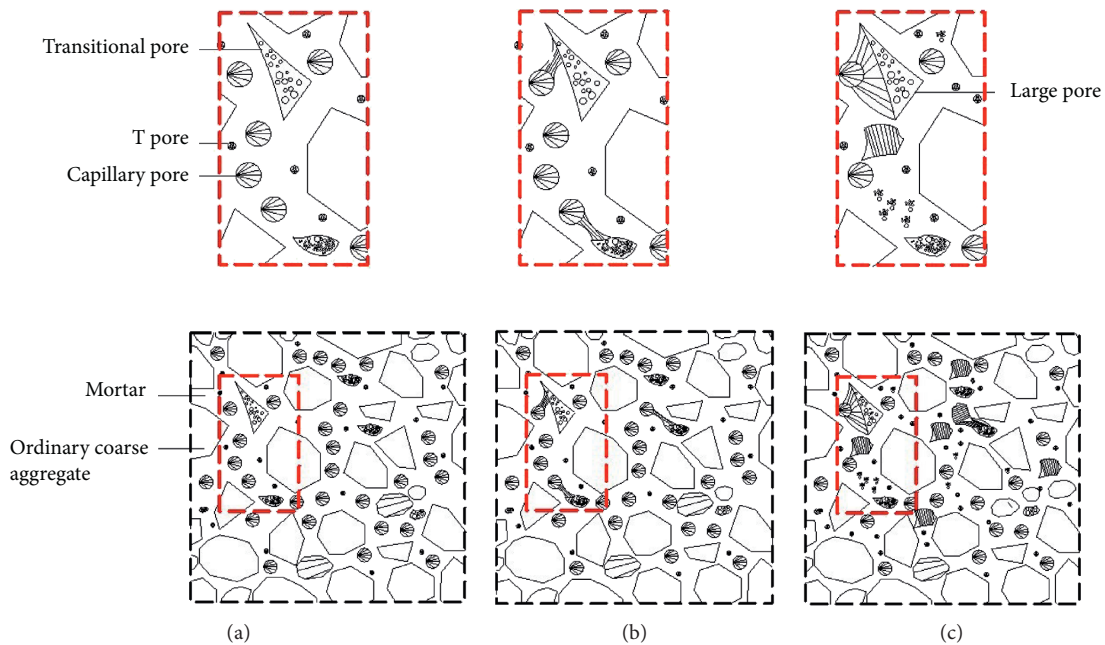 Transitional pore
Large pore
T pore
Capillary pore
Mortar
Ordinary coarse
aggregate
(a)
(b)
(c)